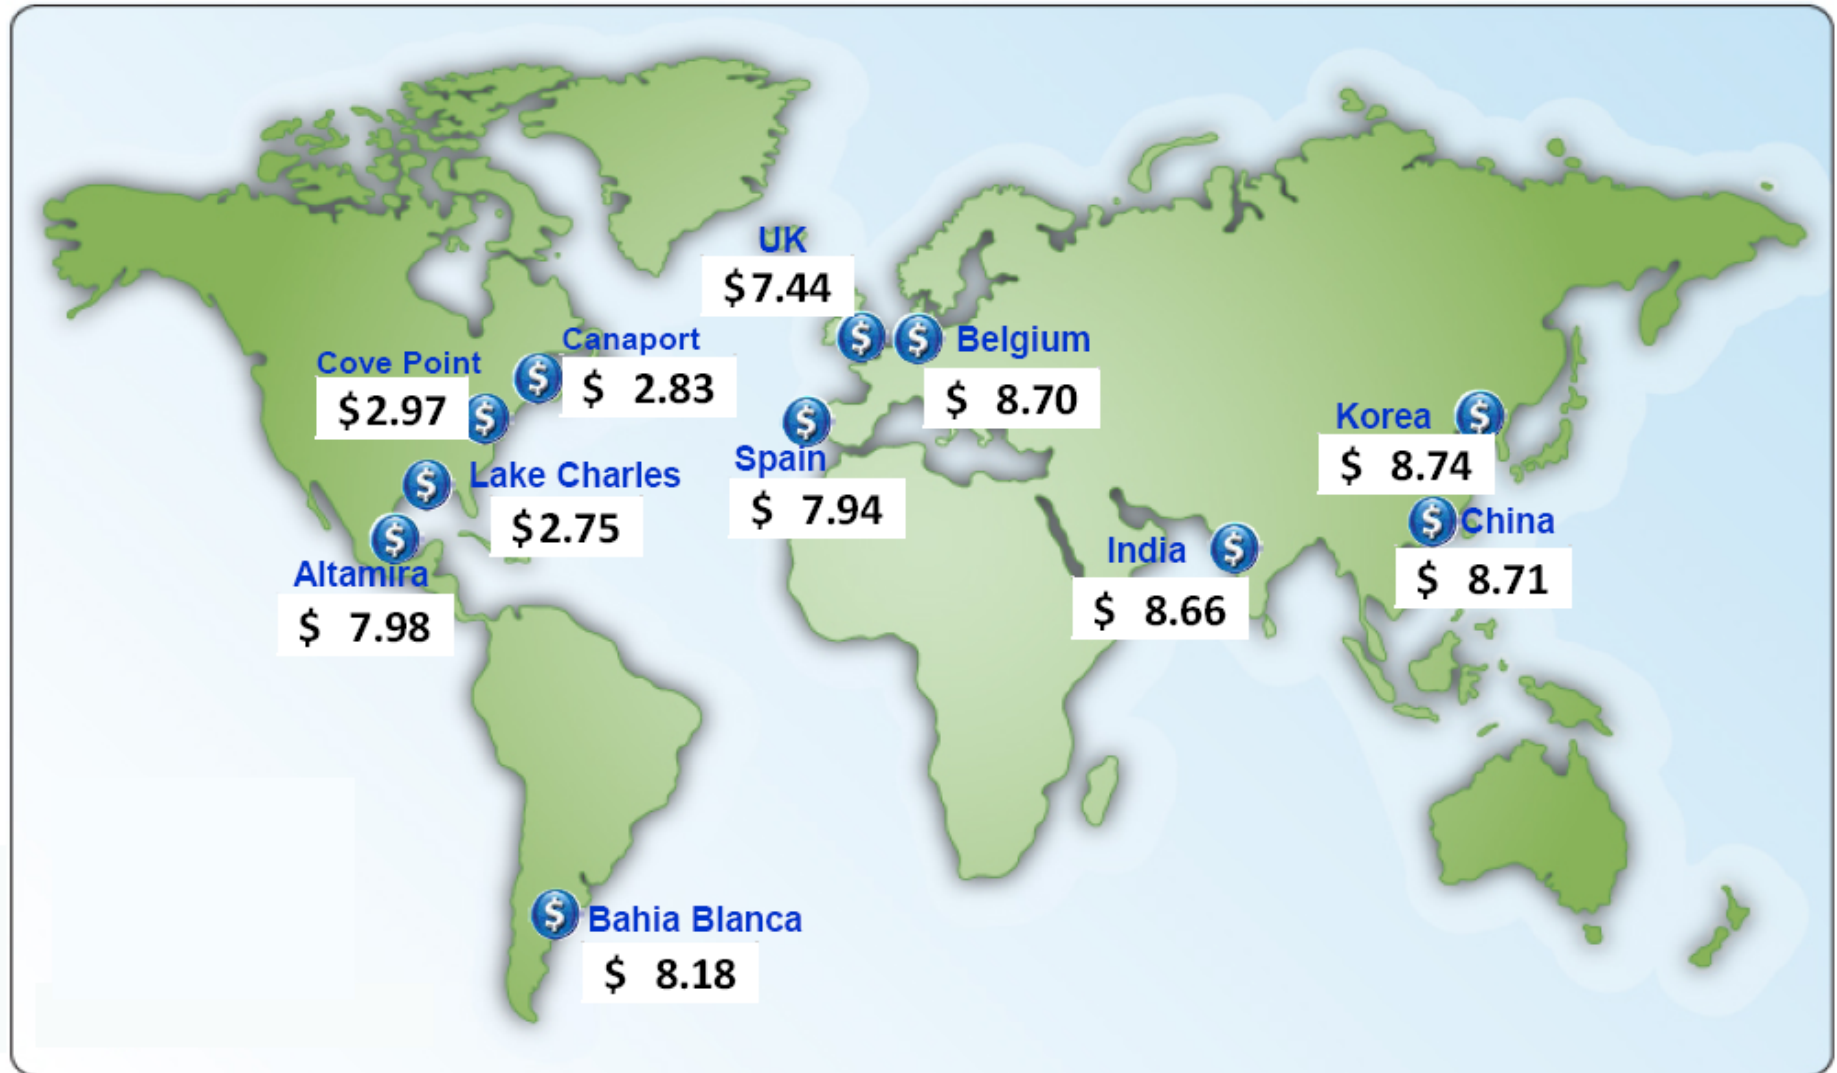 UK
$7.44
Canaport
$ 2.83
Cove Point
$2.97
Belgium
$ 8.70
Korea
$ 8.74
Spain
$ 7.94
Lake Charles
$2.75
China
$ 8.71
India
$ 8.66
Altamira
$ 7.98
Bahia Blanca
$ 8.18